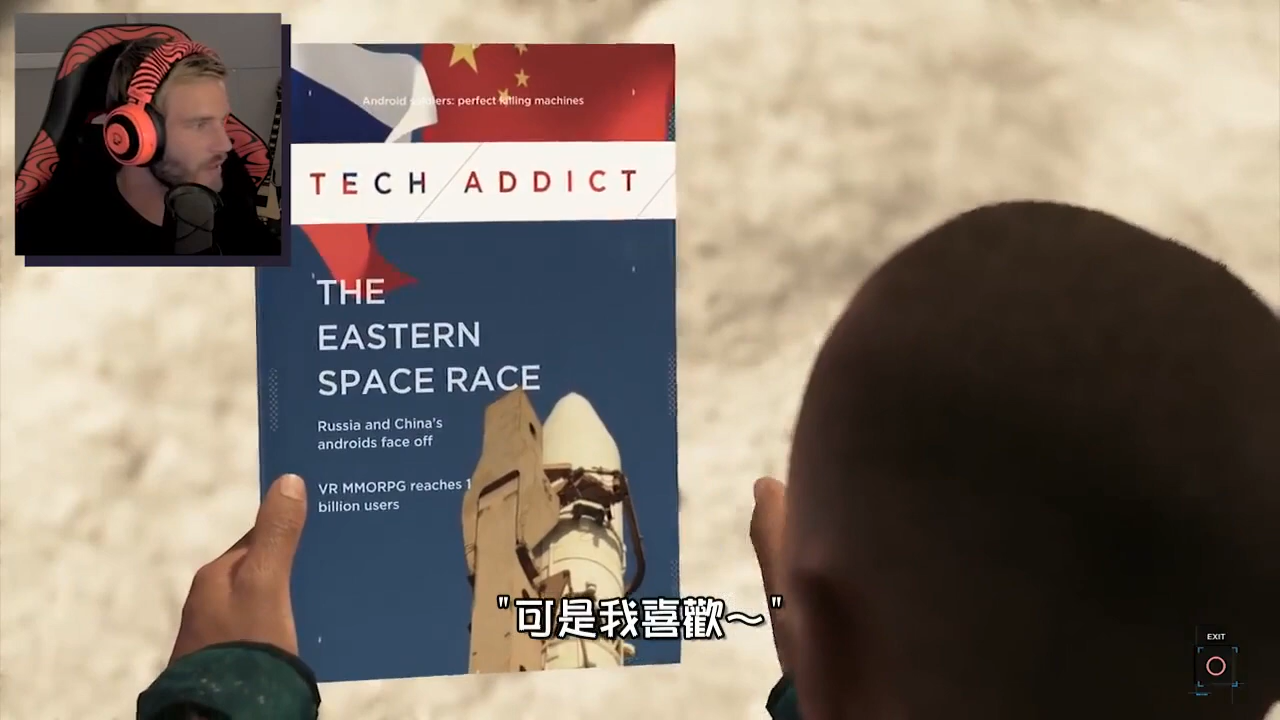 Android soldiers: perfect killing machines
TECH ADDICT
THE
EASTERN
SPACE RACE
Russia and China's
androids face off
VR MMORPG reaches 1
billion users
"可是我喜歡～"
EXIT